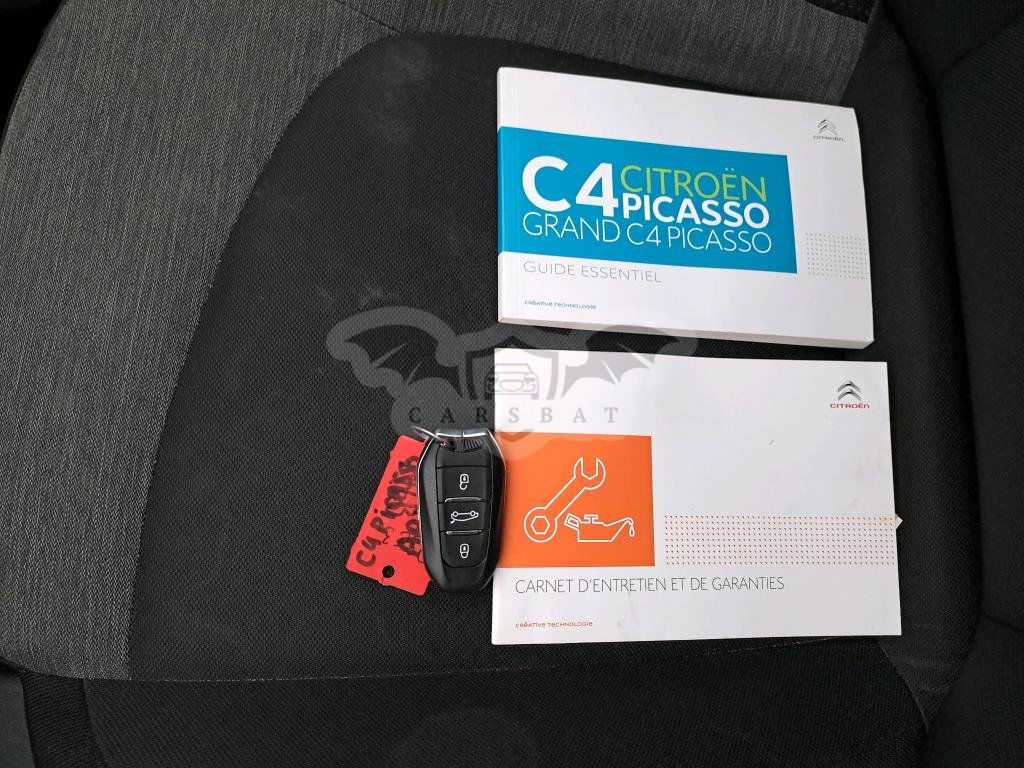 CITROËN
C4 CITROËN
PICASSO
GRAND C4 PICASSO
GUIDE ESSENTIEL
CRÉATIVE TECHNOLOGIE
CARSBAT
CITROËN
C4 Picasso
CARNET D'ENTRETIEN ET DE GARANTIES
CRÉATIVE TECHNOLOGIE